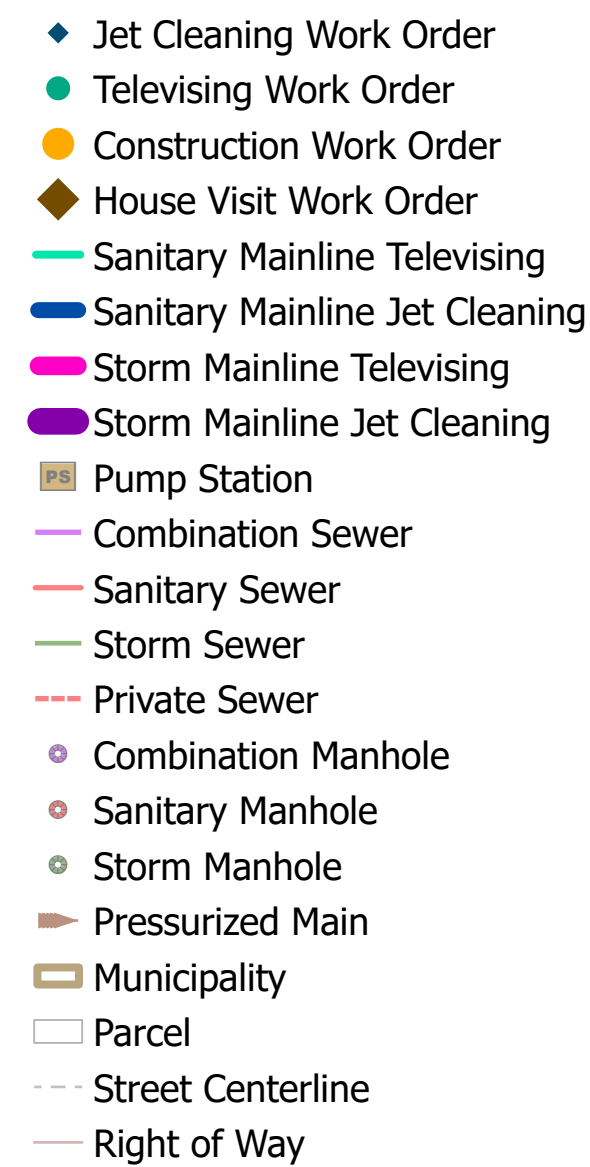 Jet Cleaning Work Order
Televising Work Order
Construction Work Order
House Visit Work Order
Sanitary Mainline Televising
Sanitary Mainline Jet Cleaning
Storm Mainline Televising
Storm Mainline Jet Cleaning
PS Pump Station
Combination Sewer
Sanitary Sewer
Storm Sewer
Private Sewer
Combination Manhole
Sanitary Manhole
Storm Manhole
Pressurized Main
Municipality
Parcel
Street Centerline
Right of Way